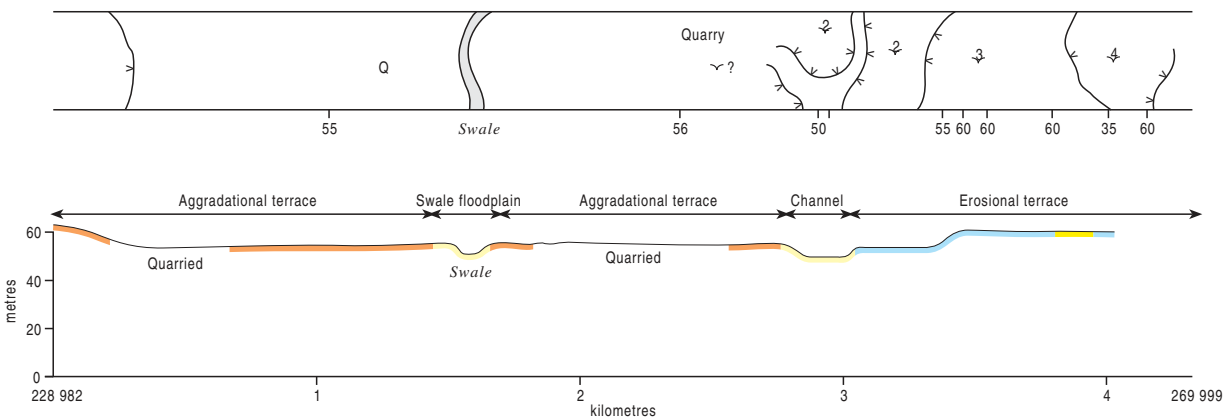 2
Quarry
2
3
4
Q
?
55 Swale 56 50 55 60 60 60 35 60
Aggradational terrace Swale floodplain Aggradational terrace Channel Erosional terrace
60
Quarried Swale Quarried
40
metres
20
0
228 982 1 2 3 4 269 999
kilometres